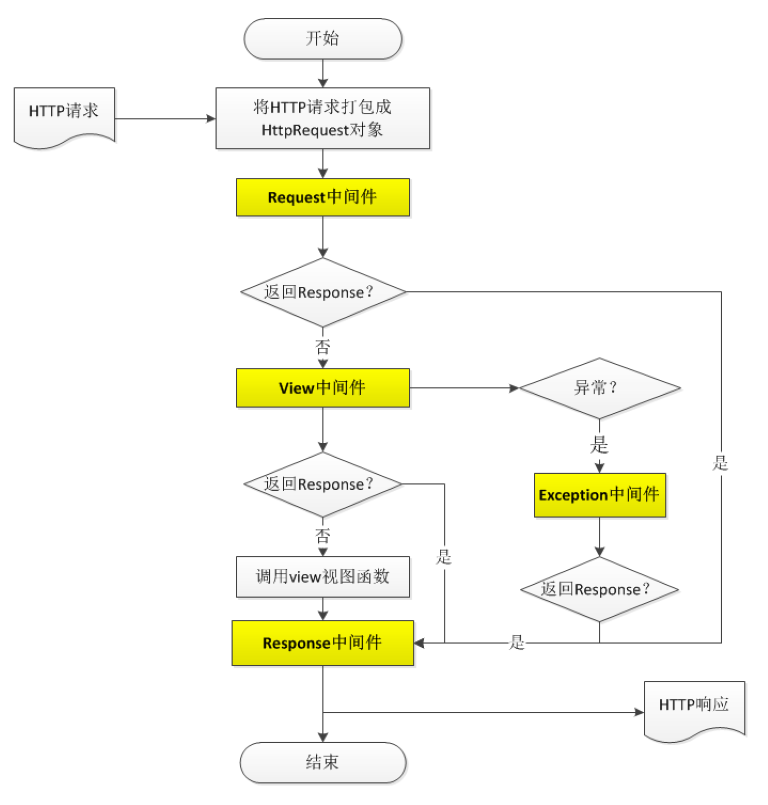 开始
HTTP请求
将HTTP请求打包成
HttpRequest对象
Request中间件
返回Response？
否
View中间件
异常？
是
是
返回Response？
Exception中间件
否
是
调用view视图函数
返回Response？
Response中间件
是
HTTP响应
结束